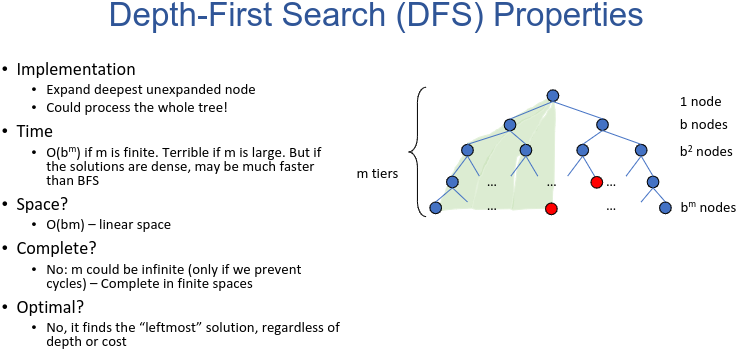 Depth-First Search (DFS) Properties
• Implementation
• Expand deepest unexpanded node
• Could process the whole tree!
• Time
• O(bᵐ) if m is finite. Terrible if m is large. But if
the solutions are dense, may be much faster
than BFS
• Space?
• O(bm) – linear space
• Complete?
• No: m could be infinite (only if we prevent
cycles) – Complete in finite spaces
• Optimal?
• No, it finds the “leftmost” solution, regardless of
depth or cost
m tiers
1 node
b nodes
b² nodes
... ... ...
bᵐ nodes
... ...